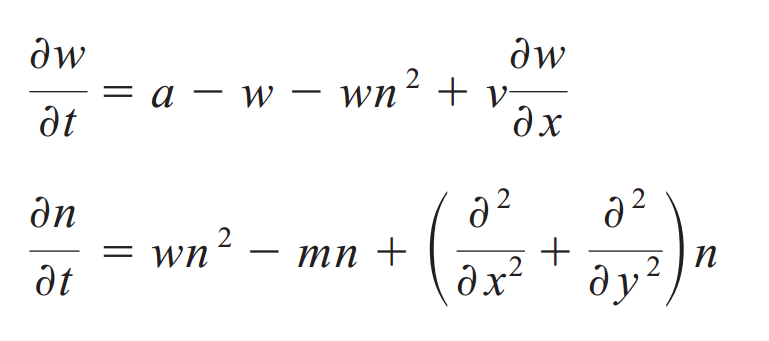 ∂w/∂t = a − w − wn² + v ∂w/∂x
∂n/∂t = wn² − mn + (∂²/∂x² + ∂²/∂y²) n